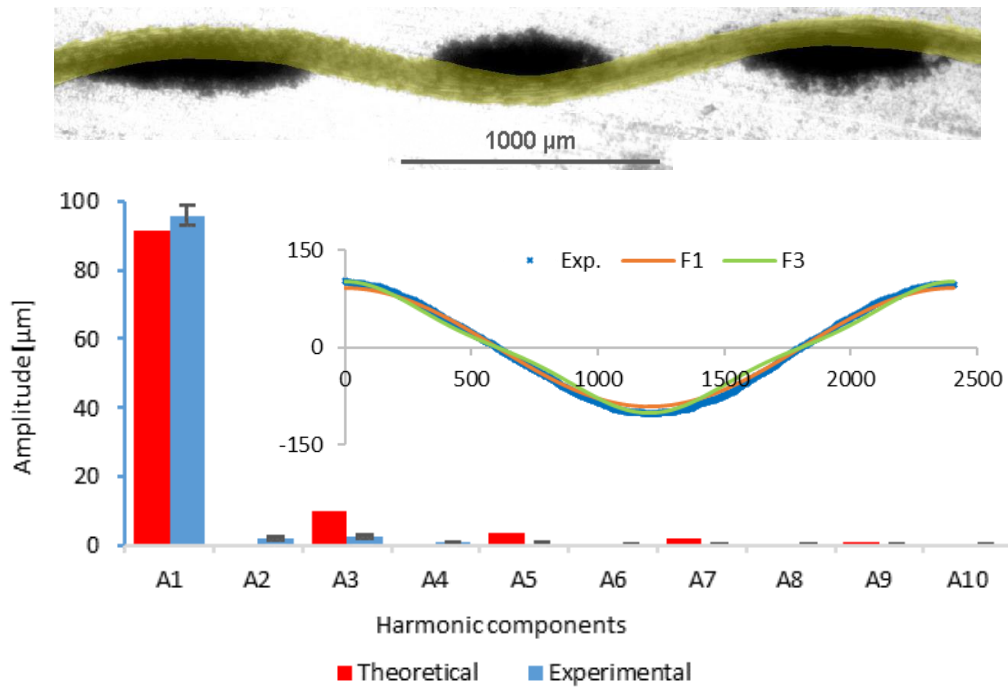 1000 µm
100
80
60
40
20
0
Amplitude[µm]
150
0
-150
Exp. F1 F3
0 500 1000 1500 2000 2500
A1 A2 A3 A4 A5 A6 A7 A8 A9 A10
Harmonic components
Theoretical Experimental